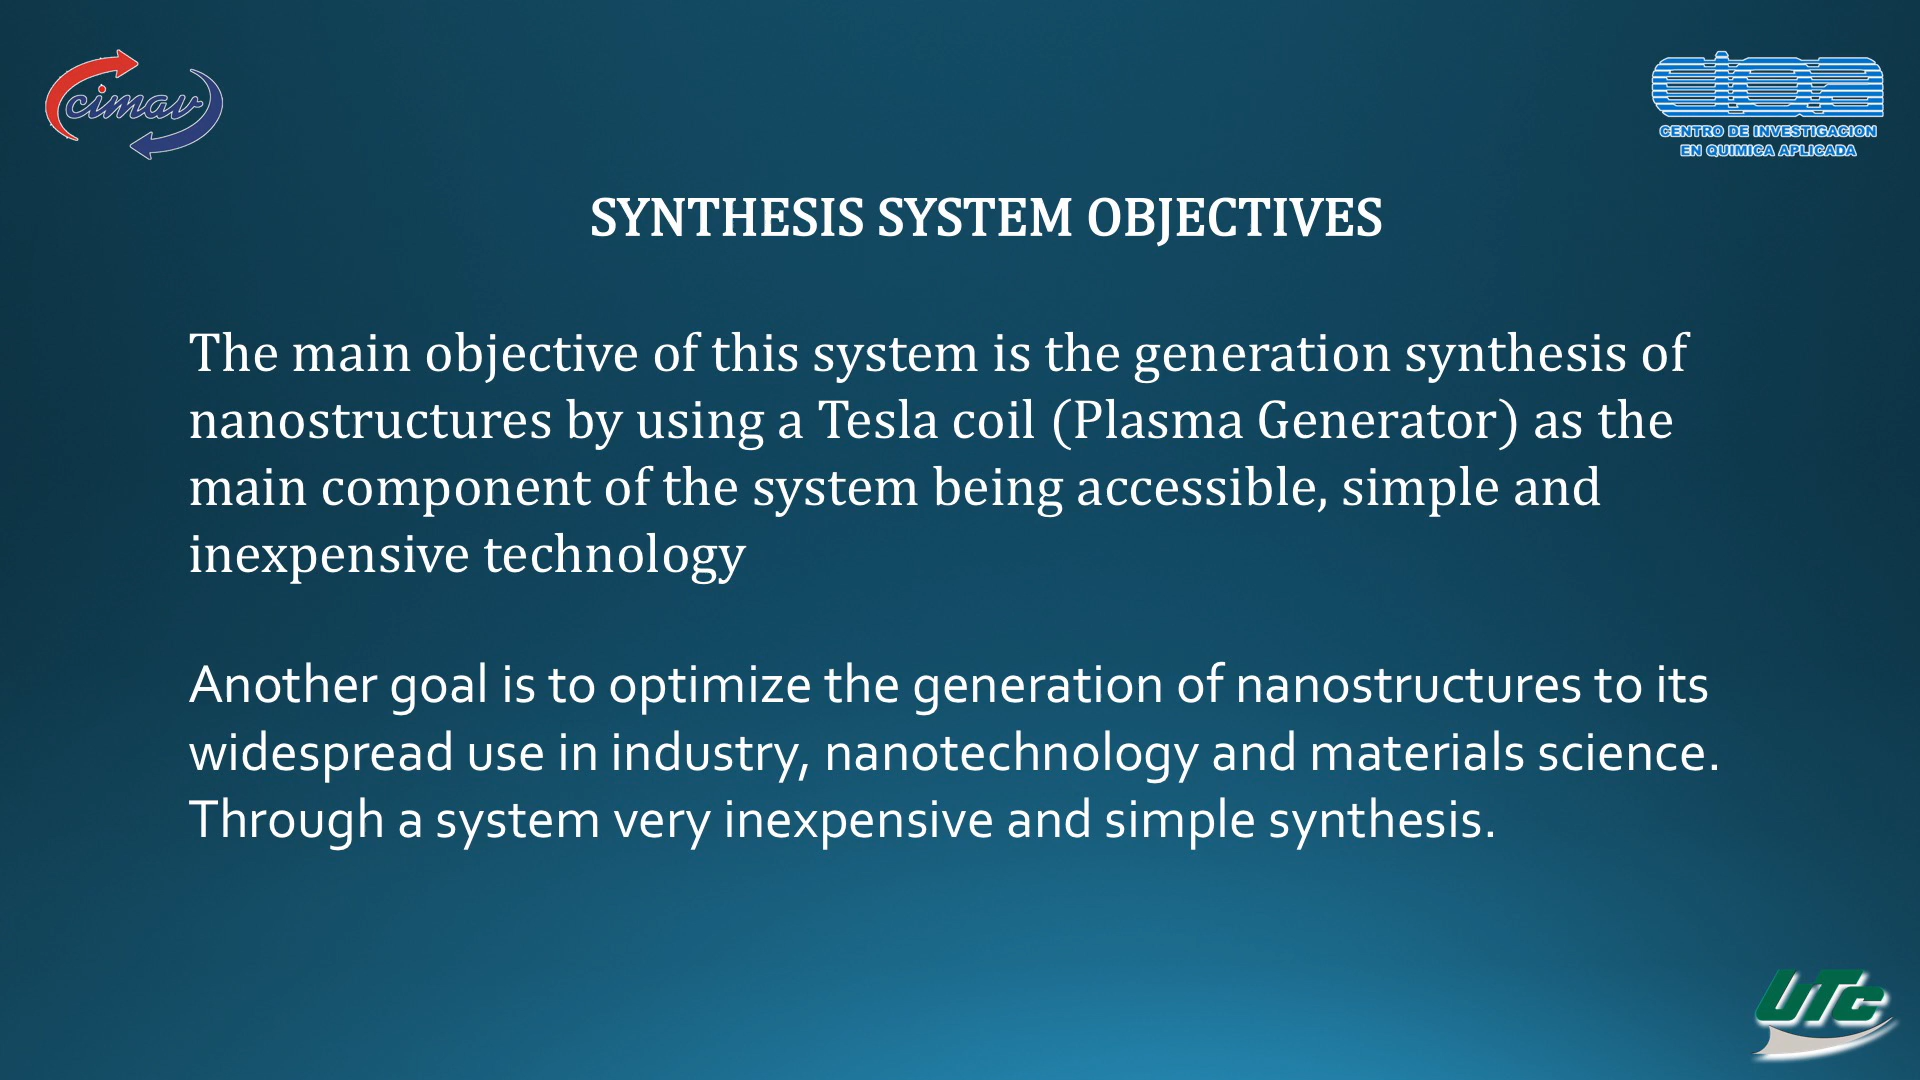 cimav
ciqa
CENTRO DE INVESTIGACION
EN QUIMICA APLICADA
SYNTHESIS SYSTEM OBJECTIVES
The main objective of this system is the generation synthesis of
nanostructures by using a Tesla coil (Plasma Generator) as the
main component of the system being accessible, simple and
inexpensive technology
Another goal is to optimize the generation of nanostructures to its
widespread use in industry, nanotechnology and materials science.
Through a system very inexpensive and simple synthesis.
UTC